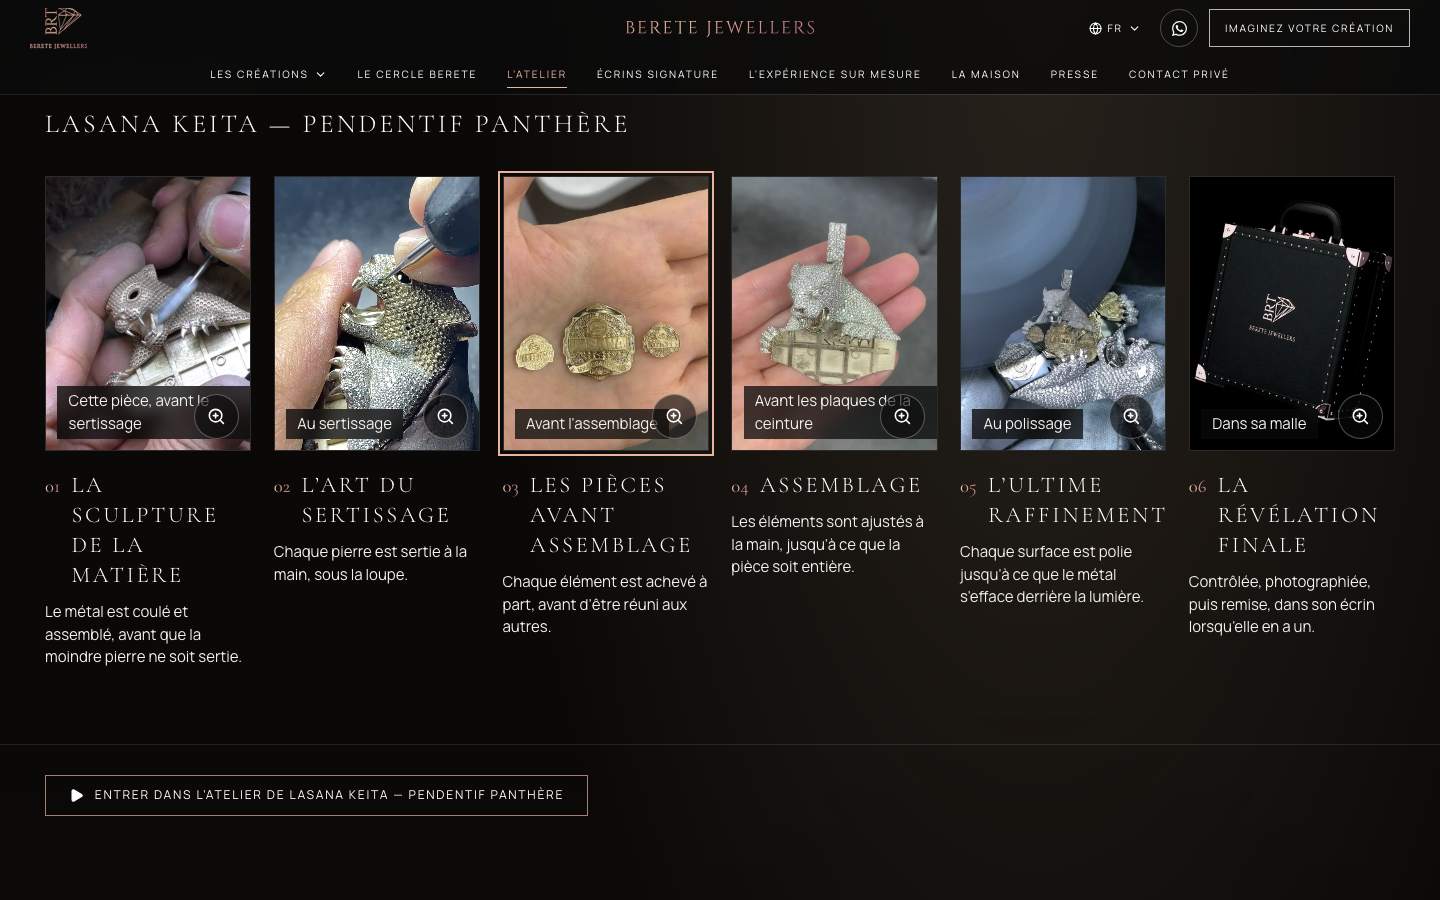 BRT
BERETE JEWELLERS
BERETE JEWELLERS
FR
IMAGINEZ VOTRE CRÉATION
LES CRÉATIONS
LE CERCLE BERETE
L'ATELIER
ÉCRINS SIGNATURE
L'EXPÉRIENCE SUR MESURE
LA MAISON
PRESSE
CONTACT PRIVÉ
LASANA KEITA — PENDENTIF PANTHÈRE
Cette pièce, avant le
sertissage
Au sertissage
Avant l'assemblage
Avant les plaques de la
ceinture
Au polissage
BRT
BERETE JEWELLERS
Dans sa malle
01 LA
SCULPTURE
DE LA
MATIÈRE
Le métal est coulé et
assemblé, avant que la
moindre pierre ne soit sertie.
02 L'ART DU
SERTISSAGE
Chaque pierre est sertie à la
main, sous la loupe.
03 LES PIÈCES
AVANT
ASSEMBLAGE
Chaque élément est achevé à
part, avant d'être réuni aux
autres.
04 ASSEMBLAGE
Les éléments sont ajustés à
la main, jusqu'à ce que la
pièce soit entière.
05 L'ULTIME
RAFFINEMENT
Chaque surface est polie
jusqu'à ce que le métal
s'efface derrière la lumière.
06 LA
RÉVÉLATION
FINALE
Contrôlée, photographiée,
puis remise, dans son écrin
lorsqu'elle en a un.
ENTRER DANS L'ATELIER DE LASANA KEITA — PENDENTIF PANTHÈRE